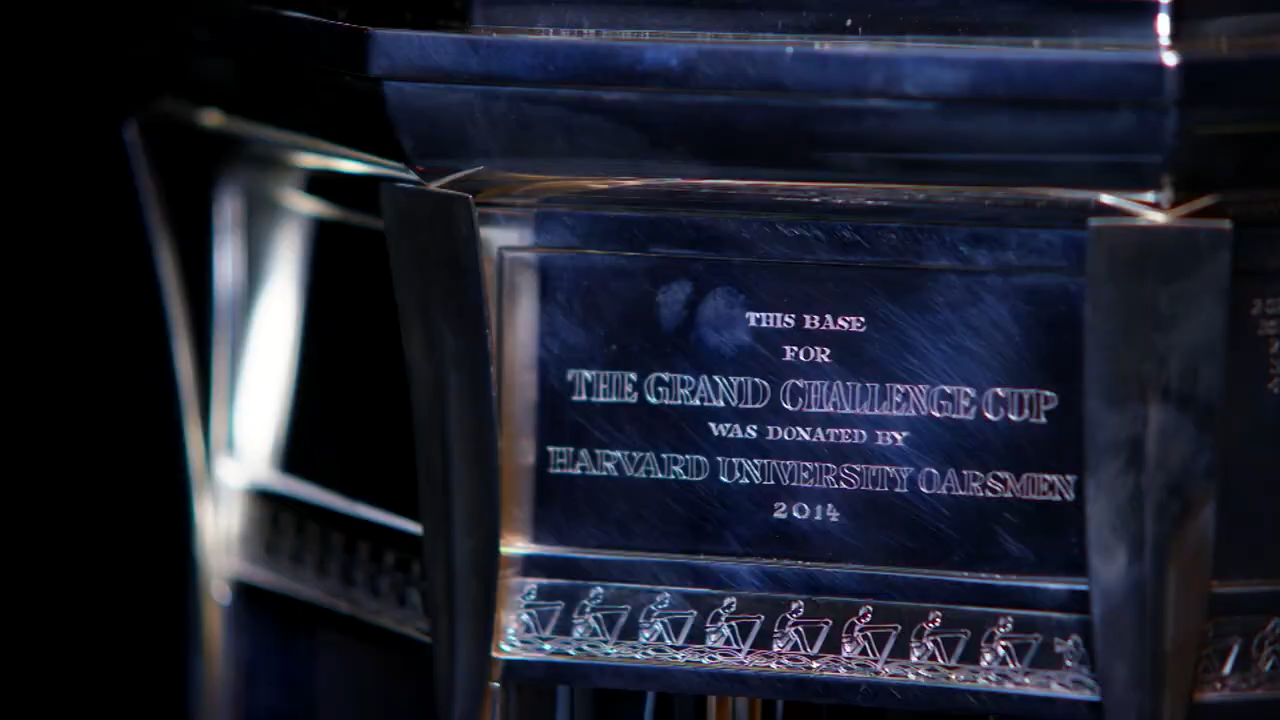 THIS BASE
FOR
THE GRAND CHALLENGE CUP
WAS DONATED BY
HARVARD UNIVERSITY OARSMEN
2014